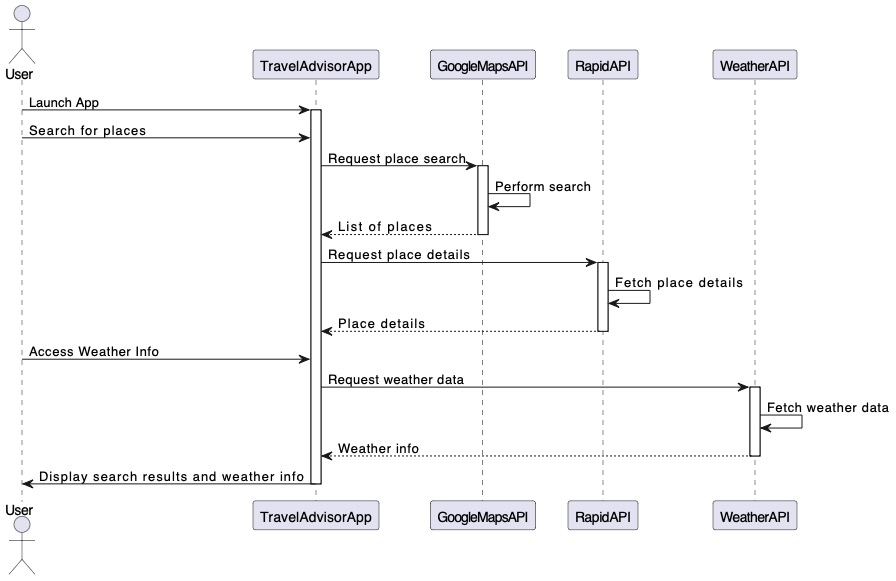 User
TravelAdvisorApp
GoogleMapsAPI
RapidAPI
WeatherAPI
Launch App
Search for places
Request place search
Perform search
List of places
Request place details
Fetch place details
Place details
Access Weather Info
Request weather data
Fetch weather data
Weather info
Display search results and weather info
User
TravelAdvisorApp
GoogleMapsAPI
RapidAPI
WeatherAPI